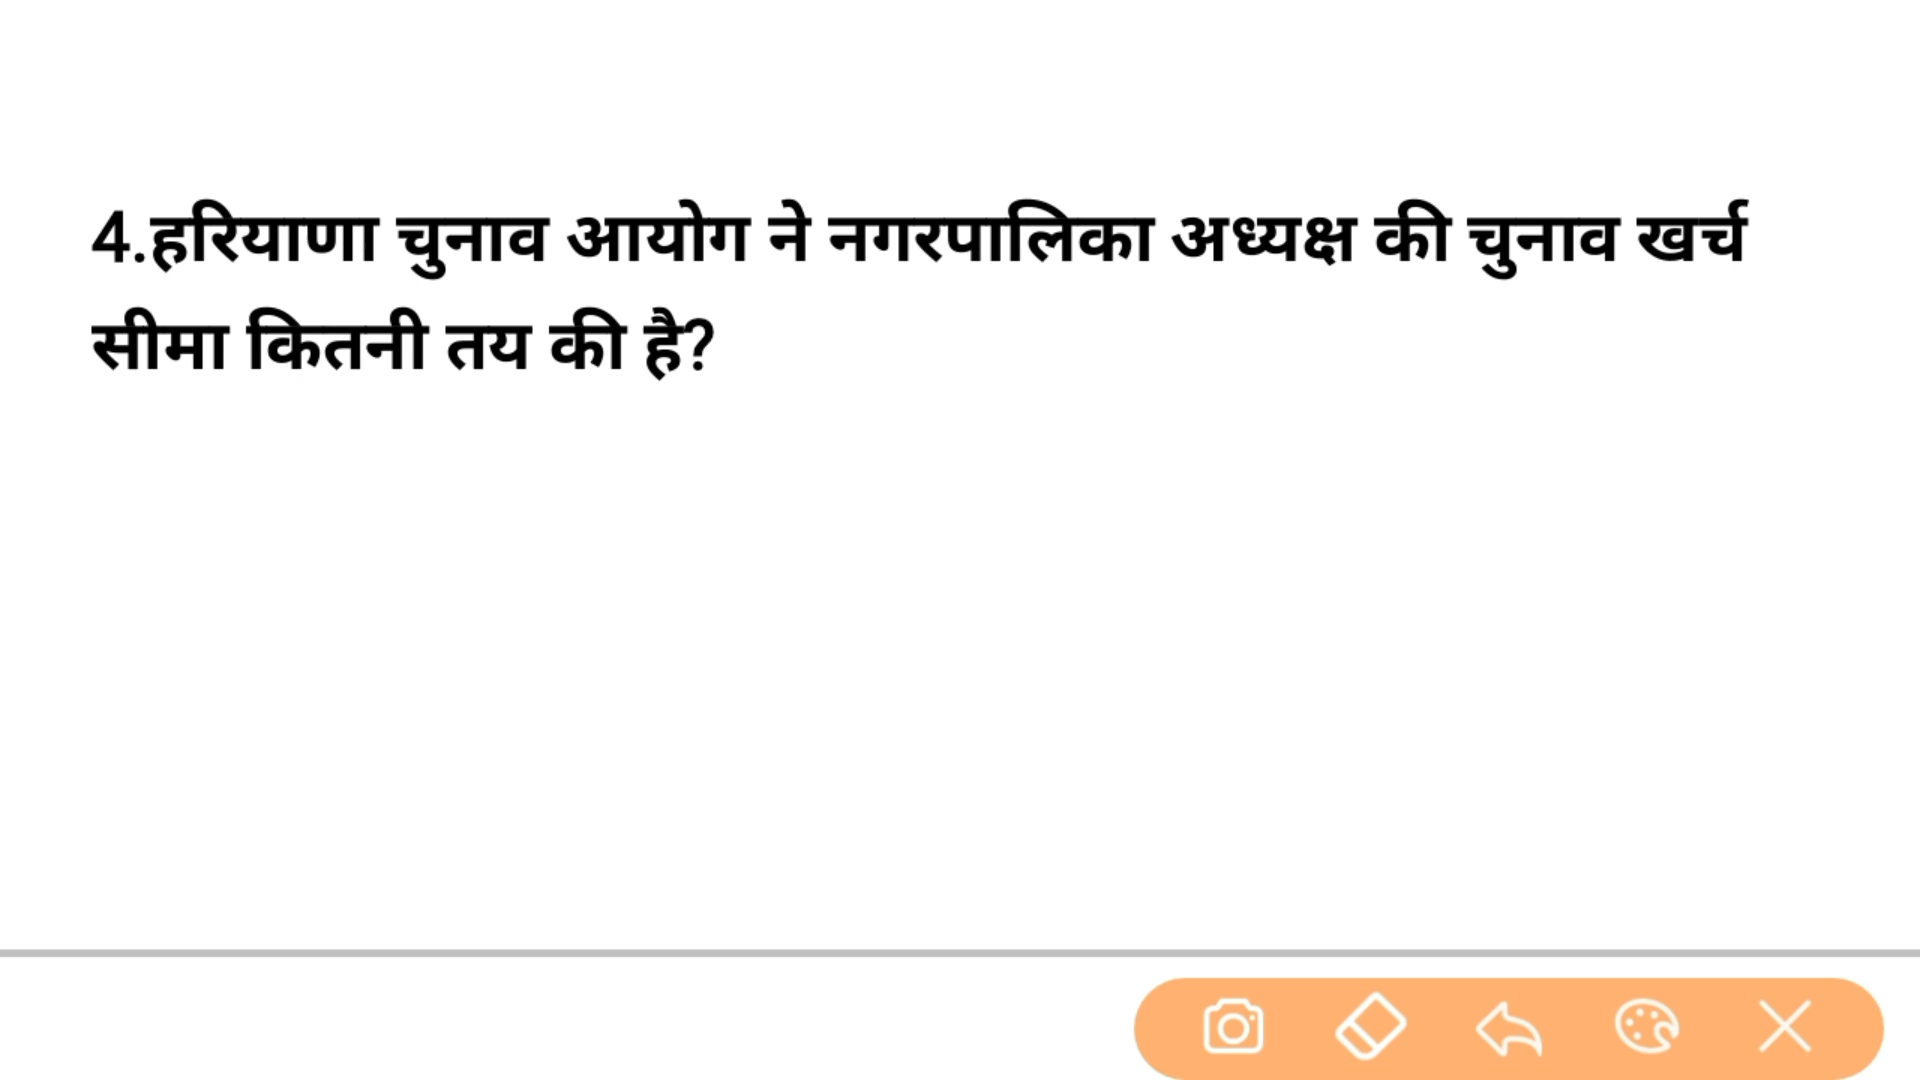 4.हरियाणा चुनाव आयोग ने नगरपालिका अध्यक्ष की चुनाव खर्च
सीमा कितनी तय की है?